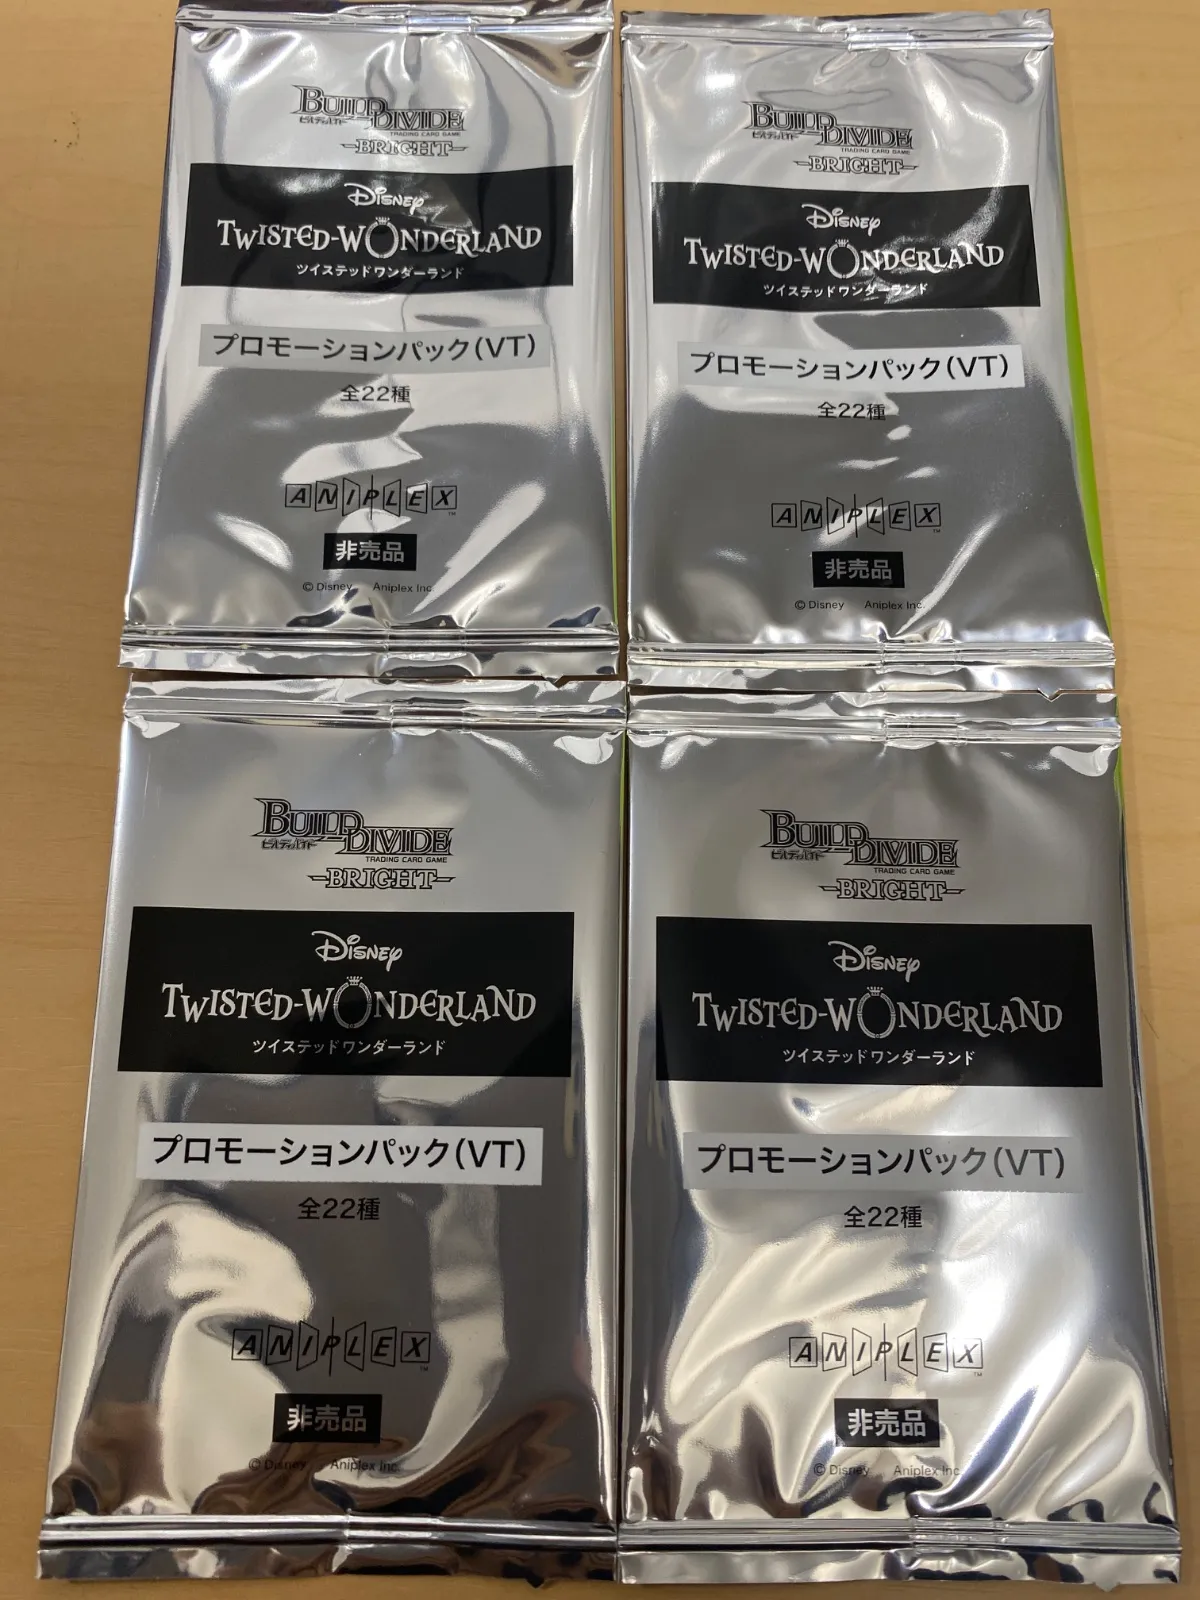 BUILD DIVIDE
ビルディバイド
TRADING CARD GAME
-BRIGHT-
Disney
TWISTED-WONDERLAND
ツイステッドワンダーランド
プロモーションパック(VT)
全22種
ANIPLEX
TM
非売品
© Disney Aniplex Inc.
BUILD DIVIDE
ビルディバイド
TRADING CARD GAME
-BRIGHT-
Disney
TWISTED-WONDERLAND
ツイステッドワンダーランド
プロモーションパック(VT)
全22種
ANIPLEX
TM
非売品
© Disney Aniplex Inc.
BUILD DIVIDE
ビルディバイド
TRADING CARD GAME
-BRIGHT-
Disney
TWISTED-WONDERLAND
ツイステッドワンダーランド
プロモーションパック(VT)
全22種
ANIPLEX
TM
非売品
© Disney Aniplex Inc.
BUILD DIVIDE
ビルディバイド
TRADING CARD GAME
-BRIGHT-
Disney
TWISTED-WONDERLAND
ツイステッドワンダーランド
プロモーションパック(VT)
全22種
ANIPLEX
TM
非売品
© Disney Aniplex Inc.